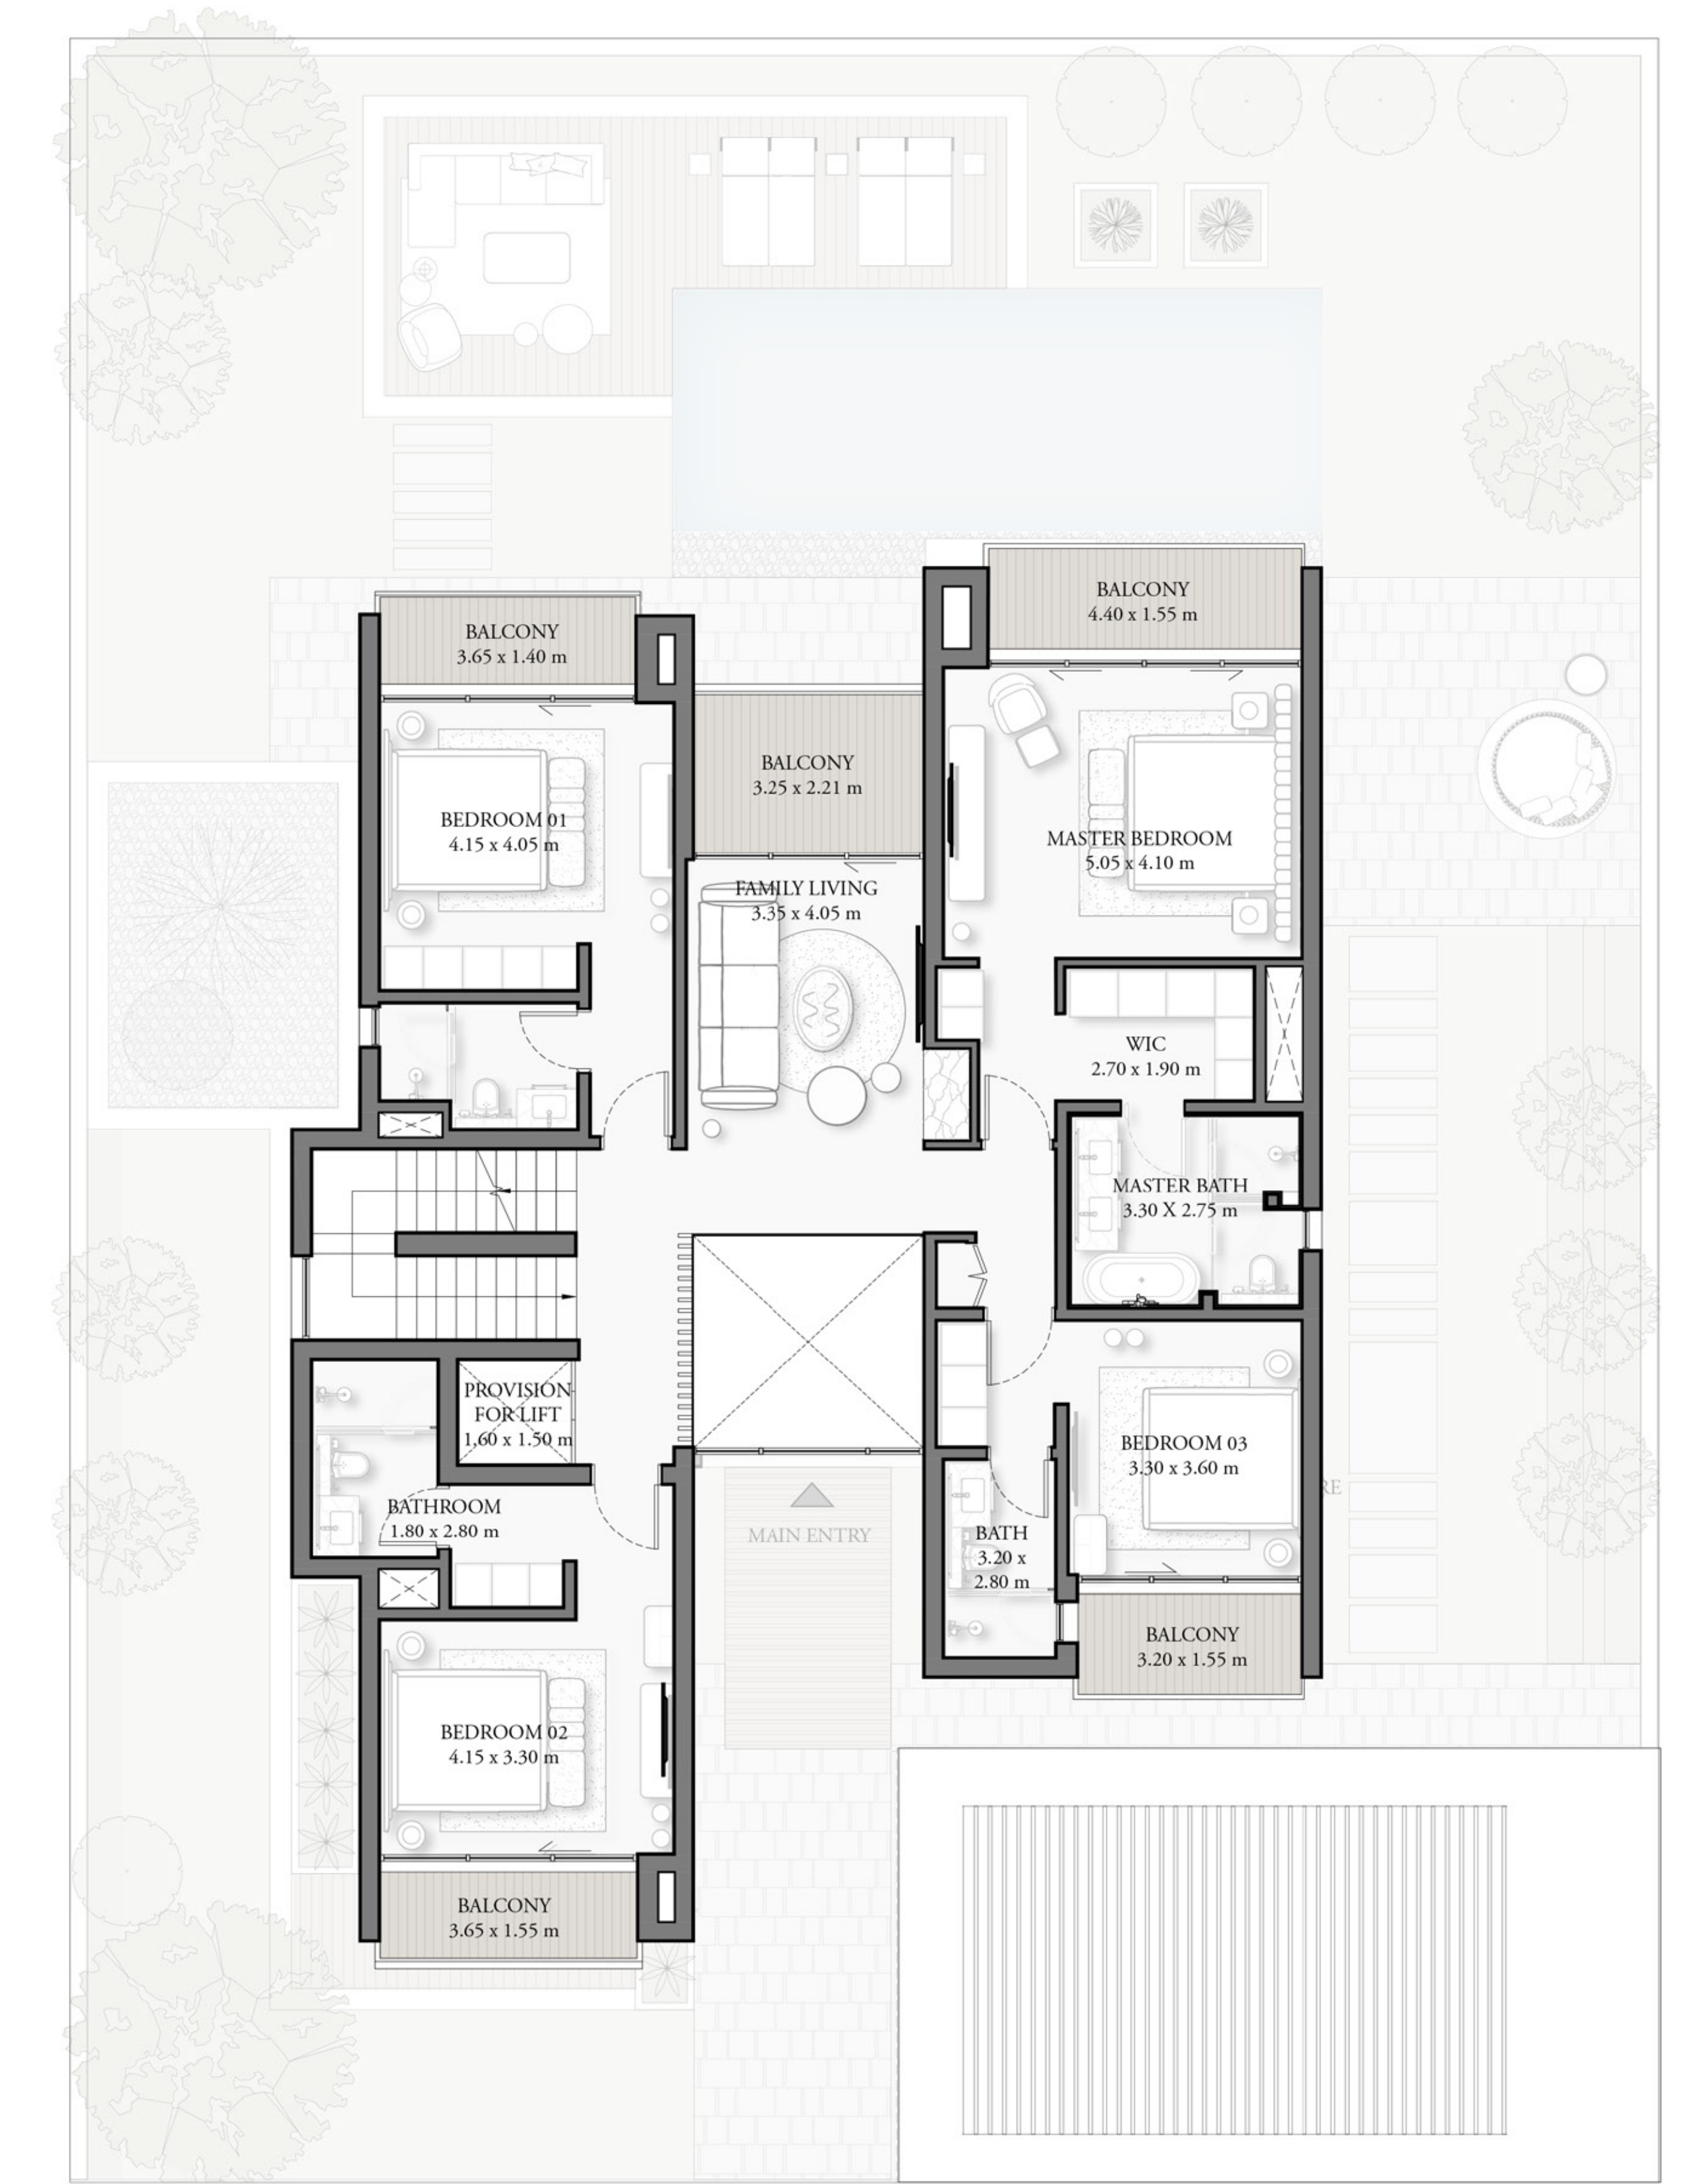 BALCONY
4.40 x 1.55 m
BALCONY
3.65 x 1.40 m
BALCONY
3.25 x 2.21 m
BEDROOM 01
4.15 x 4.05 m
MASTER BEDROOM
5.05 x 4.10 m
FAMILY LIVING
3.35 x 4.05 m
WIC
2.70 x 1.90 m
MASTER BATH
3.30 X 2.75 m
PROVISION
FOR LIFT
1.60 x 1.50 m
BEDROOM 03
3.30 x 3.60 m
RE
BATHROOM
1.80 x 2.80 m
MAIN ENTRY
BATH
3.20 x
2.80 m
BALCONY
3.20 x 1.55 m
BEDROOM 02
4.15 x 3.30 m
BALCONY
3.65 x 1.55 m